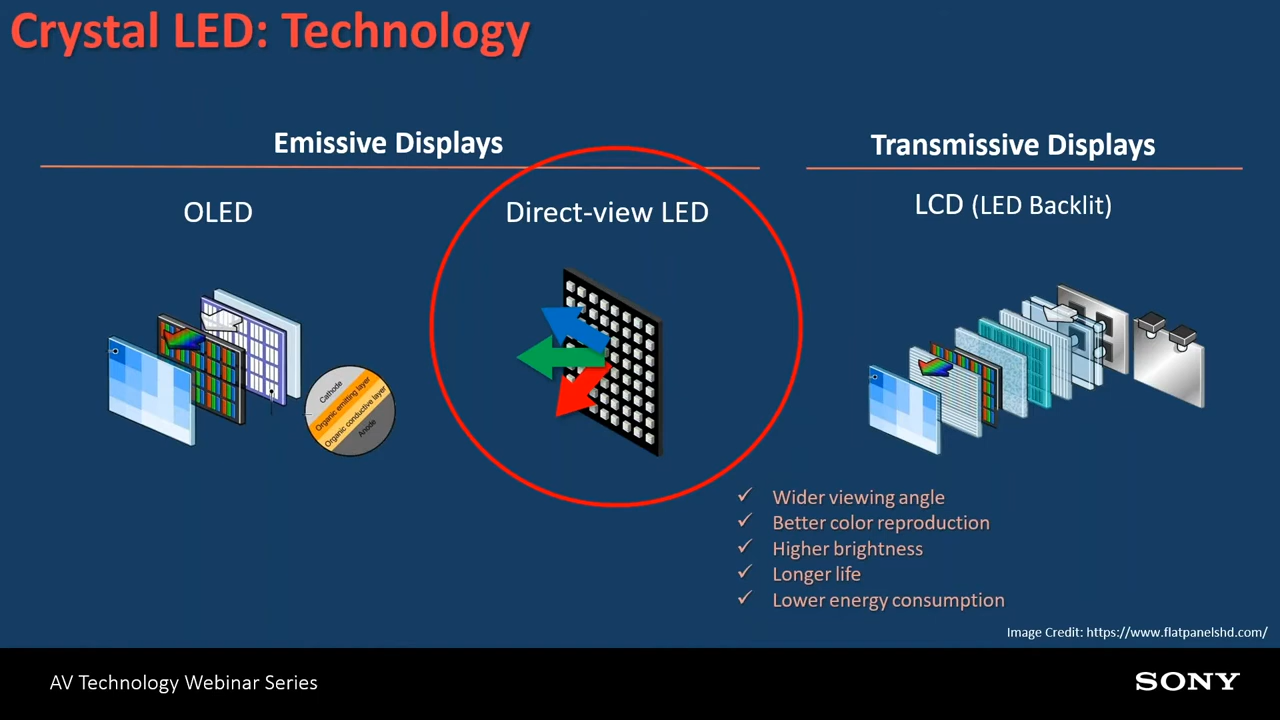 Crystal LED: Technology
Emissive Displays
Transmissive Displays
OLED
Direct-view LED
LCD (LED Backlit)
Cathode
Organic emitting layer
Organic conductive layer
Anode
✓ Wider viewing angle
✓ Better color reproduction
✓ Higher brightness
✓ Longer life
✓ Lower energy consumption
Image Credit: https://www.flatpanelshd.com/
AV Technology Webinar Series
SONY